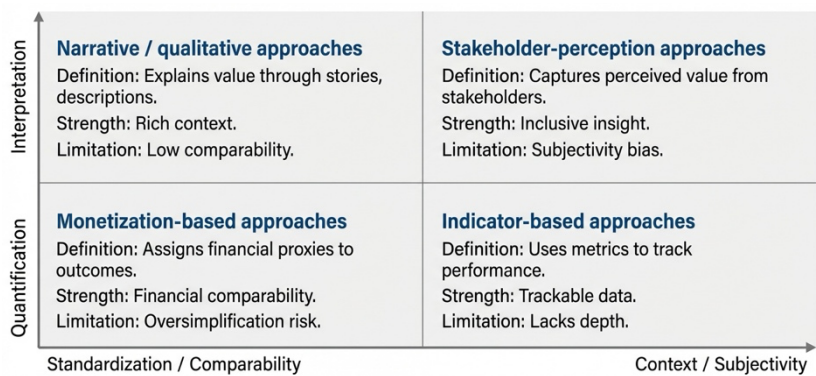 Interpretation
Narrative / qualitative approaches
Definition: Explains value through stories,
descriptions.
Strength: Rich context.
Limitation: Low comparability.
Stakeholder-perception approaches
Definition: Captures perceived value from
stakeholders.
Strength: Inclusive insight.
Limitation: Subjectivity bias.
Quantification
Monetization-based approaches
Definition: Assigns financial proxies to
outcomes.
Strength: Financial comparability.
Limitation: Oversimplification risk.
Indicator-based approaches
Definition: Uses metrics to track
performance.
Strength: Trackable data.
Limitation: Lacks depth.
Standardization / Comparability
Context / Subjectivity